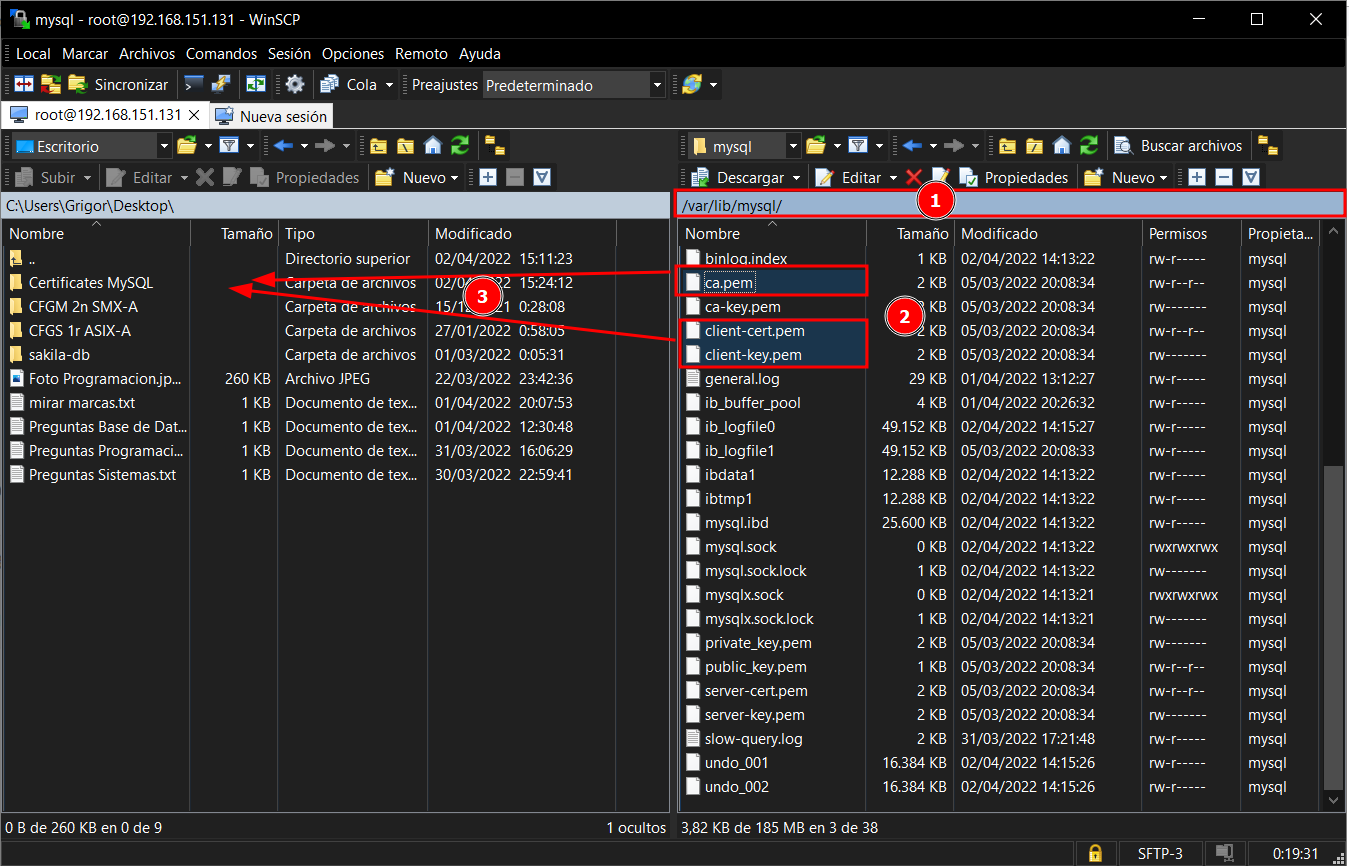 mysql - root@192.168.151.131 - WinSCP
Local Marcar Archivos Comandos Sesión Opciones Remoto Ayuda
Sincronizar Cola Preajustes Predeterminado
root@192.168.151.131 Nueva sesión
Escritorio
Subir Editar Propiedades Nuevo
C:\Users\Grigor\Desktop\
Nombre Tamaño Tipo Modificado
.. Directorio superior 02/04/2022 15:11:23
Certificates MySQL Carpeta de archivos 02/04/2022 15:24:12
CFGM 2n SMX-A Carpeta de archivos 0:28:08
CFGS 1r ASIX-A Carpeta de archivos 27/01/2022 0:58:05
sakila-db Carpeta de archivos 01/03/2022 0:05:31
Foto Programacion.jp... 260 KB Archivo JPEG 22/03/2022 23:42:36
mirar marcas.txt 1 KB Documento de tex... 01/04/2022 20:07:53
Preguntas Base de Dat... 1 KB Documento de tex... 01/04/2022 12:30:48
Preguntas Programaci... 1 KB Documento de tex... 31/03/2022 16:06:29
Preguntas Sistemas.txt 1 KB Documento de tex... 30/03/2022 22:59:41
3
0 B de 260 KB en 0 de 9 1 ocultos
mysql Buscar archivos
Descargar Editar Propiedades Nuevo
/var/lib/mysql/
1
Nombre Tamaño Modificado Permisos Propieta...
binlog.index 1 KB 02/04/2022 14:13:22 rw-r----- mysql
ca.pem 2 KB 05/03/2022 20:08:34 rw-r--r-- mysql
ca-key.pem KB 05/03/2022 20:08:34 rw------- mysql
client-cert.pem 2 KB 05/03/2022 20:08:34 rw-r--r-- mysql
client-key.pem 2 KB 05/03/2022 20:08:34 rw------- mysql
2
general.log 29 KB 01/04/2022 13:12:27 rw-r----- mysql
ib_buffer_pool 4 KB 01/04/2022 20:26:32 rw-r----- mysql
ib_logfile0 49.152 KB 02/04/2022 14:15:27 rw-r----- mysql
ib_logfile1 49.152 KB 05/03/2022 20:08:33 rw-r----- mysql
ibdata1 12.288 KB 02/04/2022 14:13:22 rw-r----- mysql
ibtmp1 12.288 KB 02/04/2022 14:13:22 rw-r----- mysql
mysql.ibd 25.600 KB 02/04/2022 14:13:22 rw-r----- mysql
mysql.sock 0 KB 02/04/2022 14:13:22 rwxrwxrwx mysql
mysql.sock.lock 1 KB 02/04/2022 14:13:22 rw------- mysql
mysqlx.sock 0 KB 02/04/2022 14:13:21 rwxrwxrwx mysql
mysqlx.sock.lock 1 KB 02/04/2022 14:13:21 rw------- mysql
private_key.pem 2 KB 05/03/2022 20:08:34 rw------- mysql
public_key.pem 1 KB 05/03/2022 20:08:34 rw-r--r-- mysql
server-cert.pem 2 KB 05/03/2022 20:08:34 rw-r--r-- mysql
server-key.pem 2 KB 05/03/2022 20:08:34 rw------- mysql
slow-query.log 2 KB 31/03/2022 17:21:48 rw-r----- mysql
undo_001 16.384 KB 02/04/2022 14:15:26 rw-r----- mysql
undo_002 16.384 KB 02/04/2022 14:15:26 rw-r----- mysql
3,82 KB de 185 MB en 3 de 38
SFTP-3 0:19:31